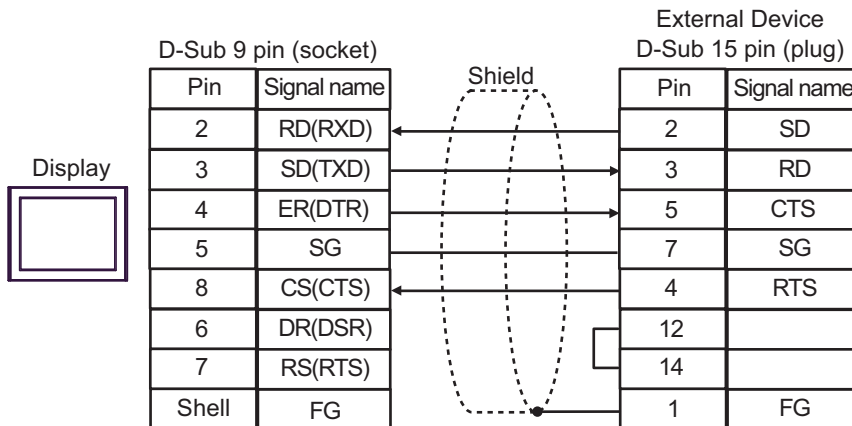 External Device
D-Sub 9 pin (socket) D-Sub 15 pin (plug)
Shield
Pin Signal name Pin Signal name
2 RD(RXD) 2 SD
Display
3 SD(TXD) 3 RD
4 ER(DTR) 5 CTS
5 SG 7 SG
8 CS(CTS) 4 RTS
6 DR(DSR) 12
7 RS(RTS) 14
Shell FG 1 FG